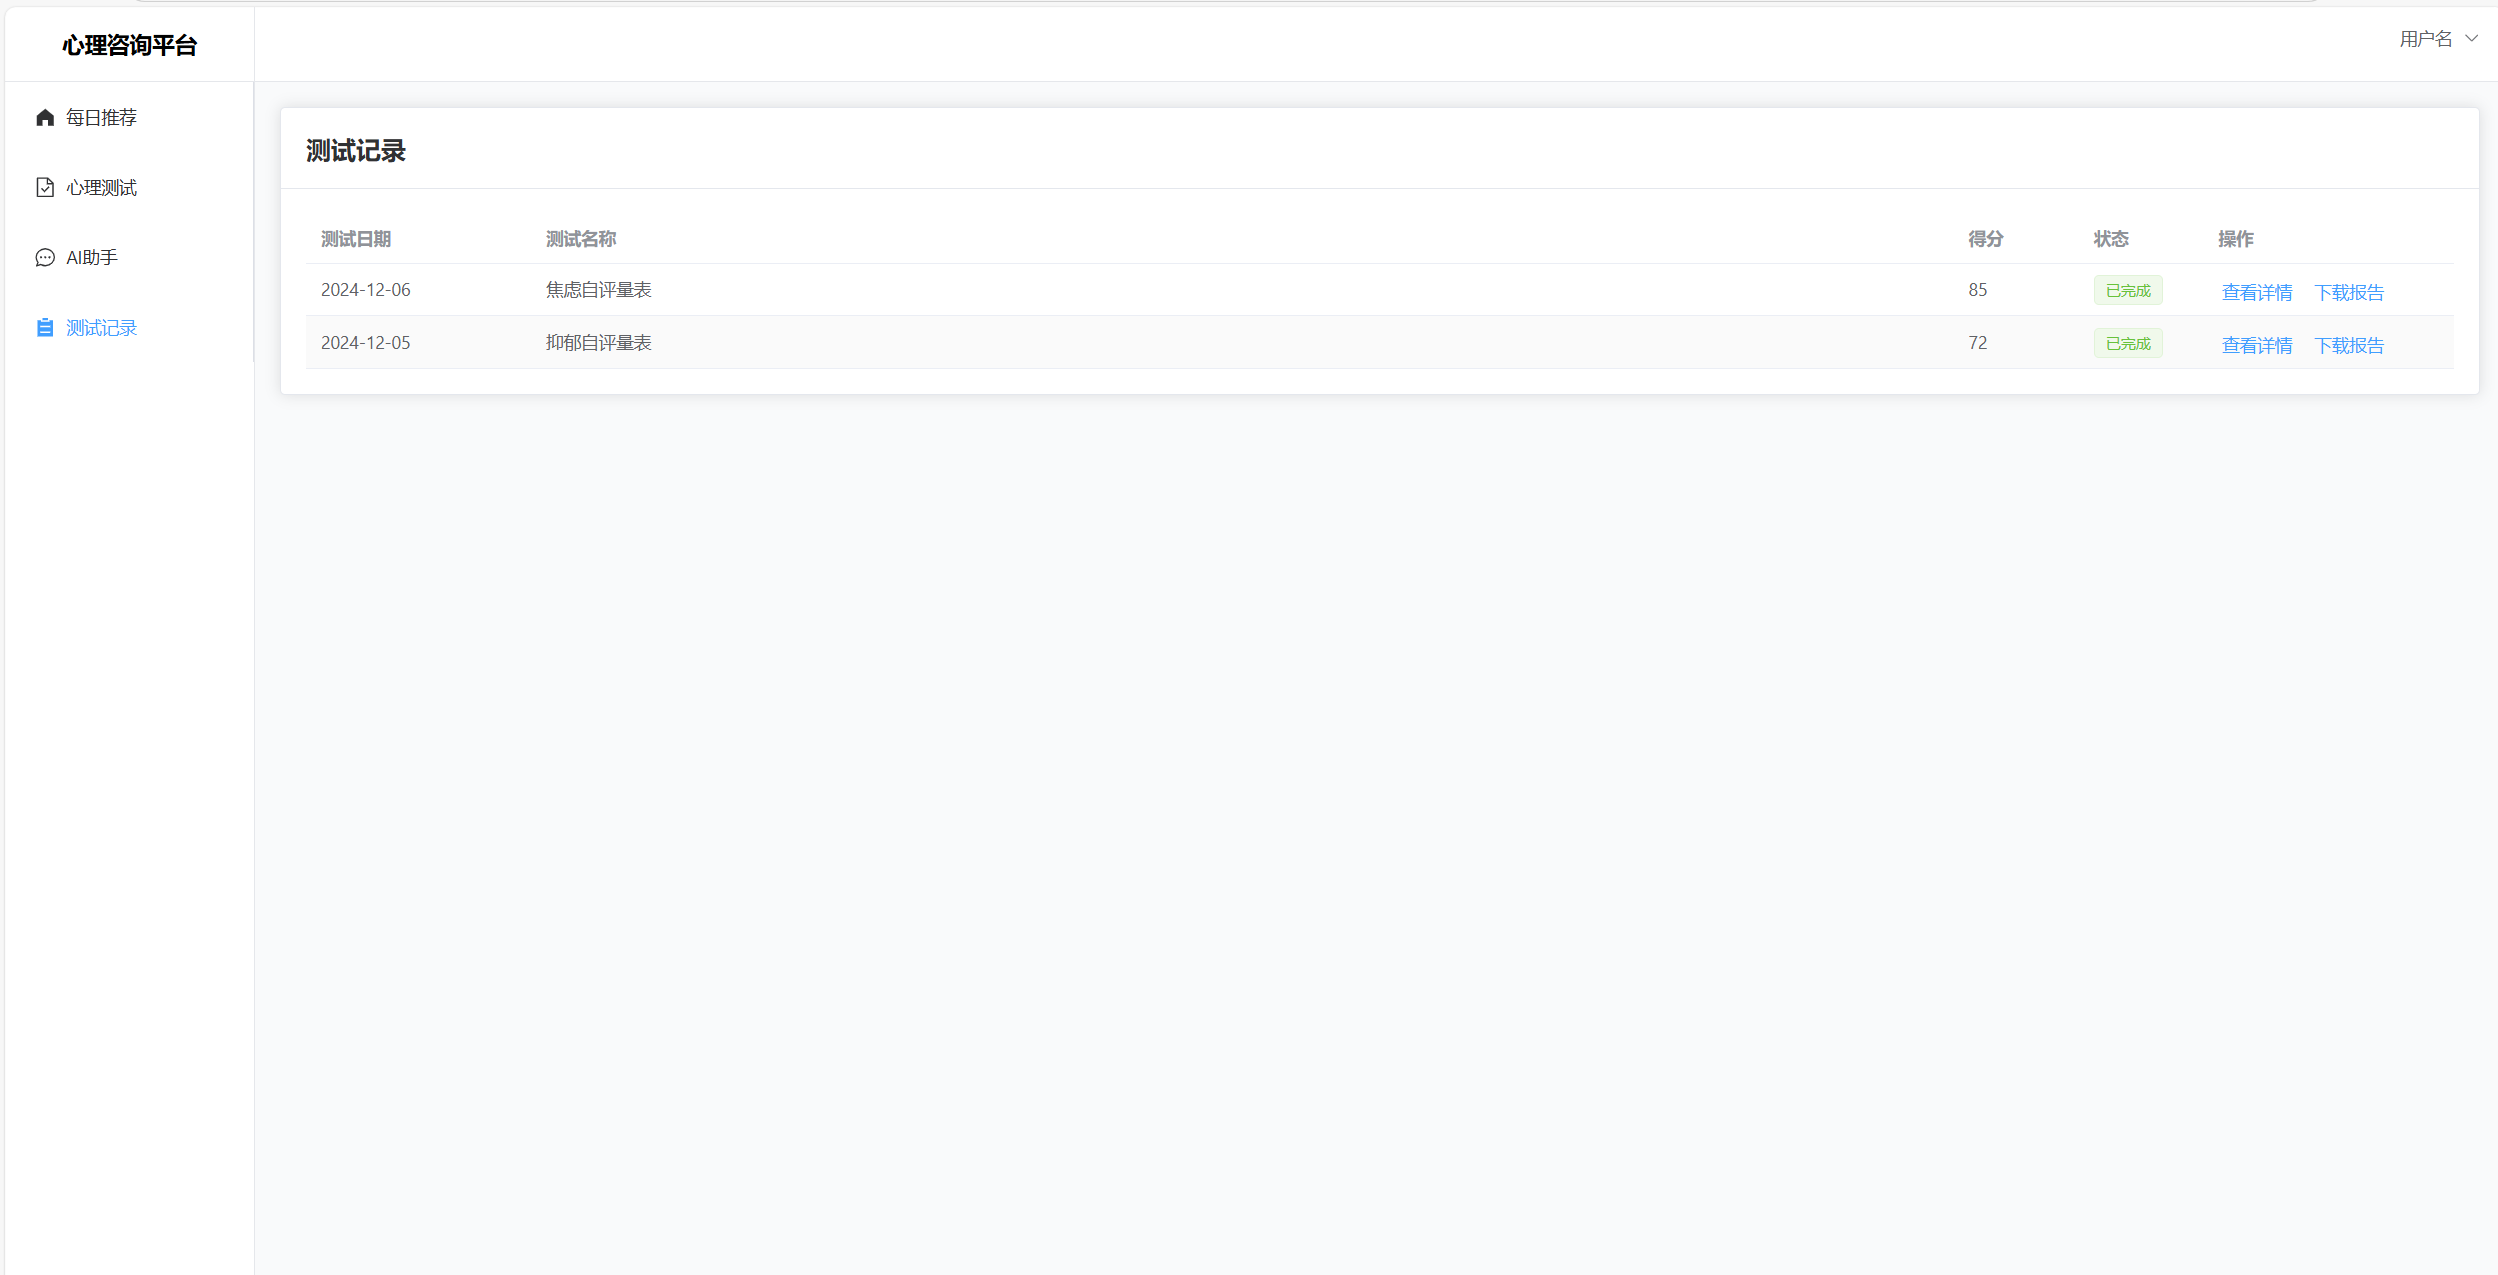 心理咨询平台
用户名
每日推荐
心理测试
AI助手
测试记录
测试记录
测试日期 测试名称 得分 状态 操作
2024-12-06 焦虑自评量表 85 已完成 查看详情 下载报告
2024-12-05 抑郁自评量表 72 已完成 查看详情 下载报告